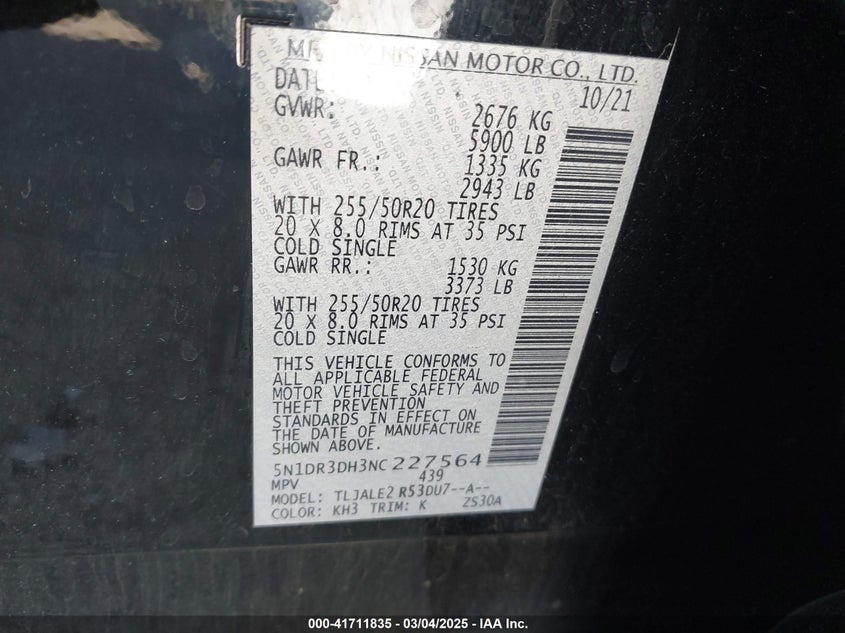 MFD BY NISSAN MOTOR CO., LTD.
DATE: 10/21
GVWR: 2676 KG
5900 LB
GAWR FR.: 1335 KG
2943 LB
WITH 255/50R20 TIRES
20 X 8.0 RIMS AT 35 PSI
COLD SINGLE
GAWR RR.: 1530 KG
3373 LB
WITH 255/50R20 TIRES
20 X 8.0 RIMS AT 35 PSI
COLD SINGLE
THIS VEHICLE CONFORMS TO
ALL APPLICABLE FEDERAL
MOTOR VEHICLE SAFETY AND
THEFT PREVENTION
STANDARDS IN EFFECT ON
THE DATE OF MANUFACTURE
SHOWN ABOVE.
5N1DR3DH3NC227564
MPV 439
MODEL: TLJALE2 R53DU7--A--
COLOR: KH3 TRIM: K ZS30A
000-41711835 - 03/04/2025 - IAA Inc.